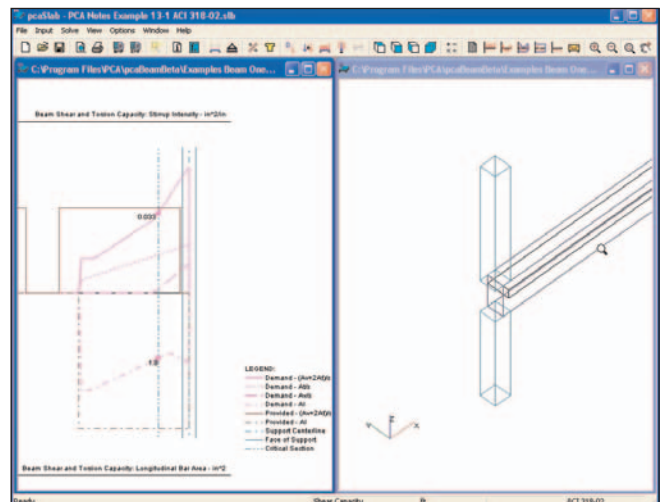 pcaSlab - PCA Notes Example 13-1 ACI 318-02.slb
File Input Solve View Options Window Help
C:\Program Files\PCA\pcaBeamBeta\Examples Beam One...
C:\Program Files\PCA\pcaBeamBeta\Examples Beam One...
Beam Shear and Torsion Capacity: Stirrup Intensity - in^2/in
0.033
1.8
LEGEND:
Demand - (Av+2At)/s
Demand - At/s
Demand - Av/s
Demand - Al
Provided - (Av+2At)/s
Provided - Al
Support Centerline
Face of Support
Critical Section
Beam Shear and Torsion Capacity: Longitudinal Bar Area - in^2
Z
Y
X
Ready
Shear Capacity
ft
ACI 318-02